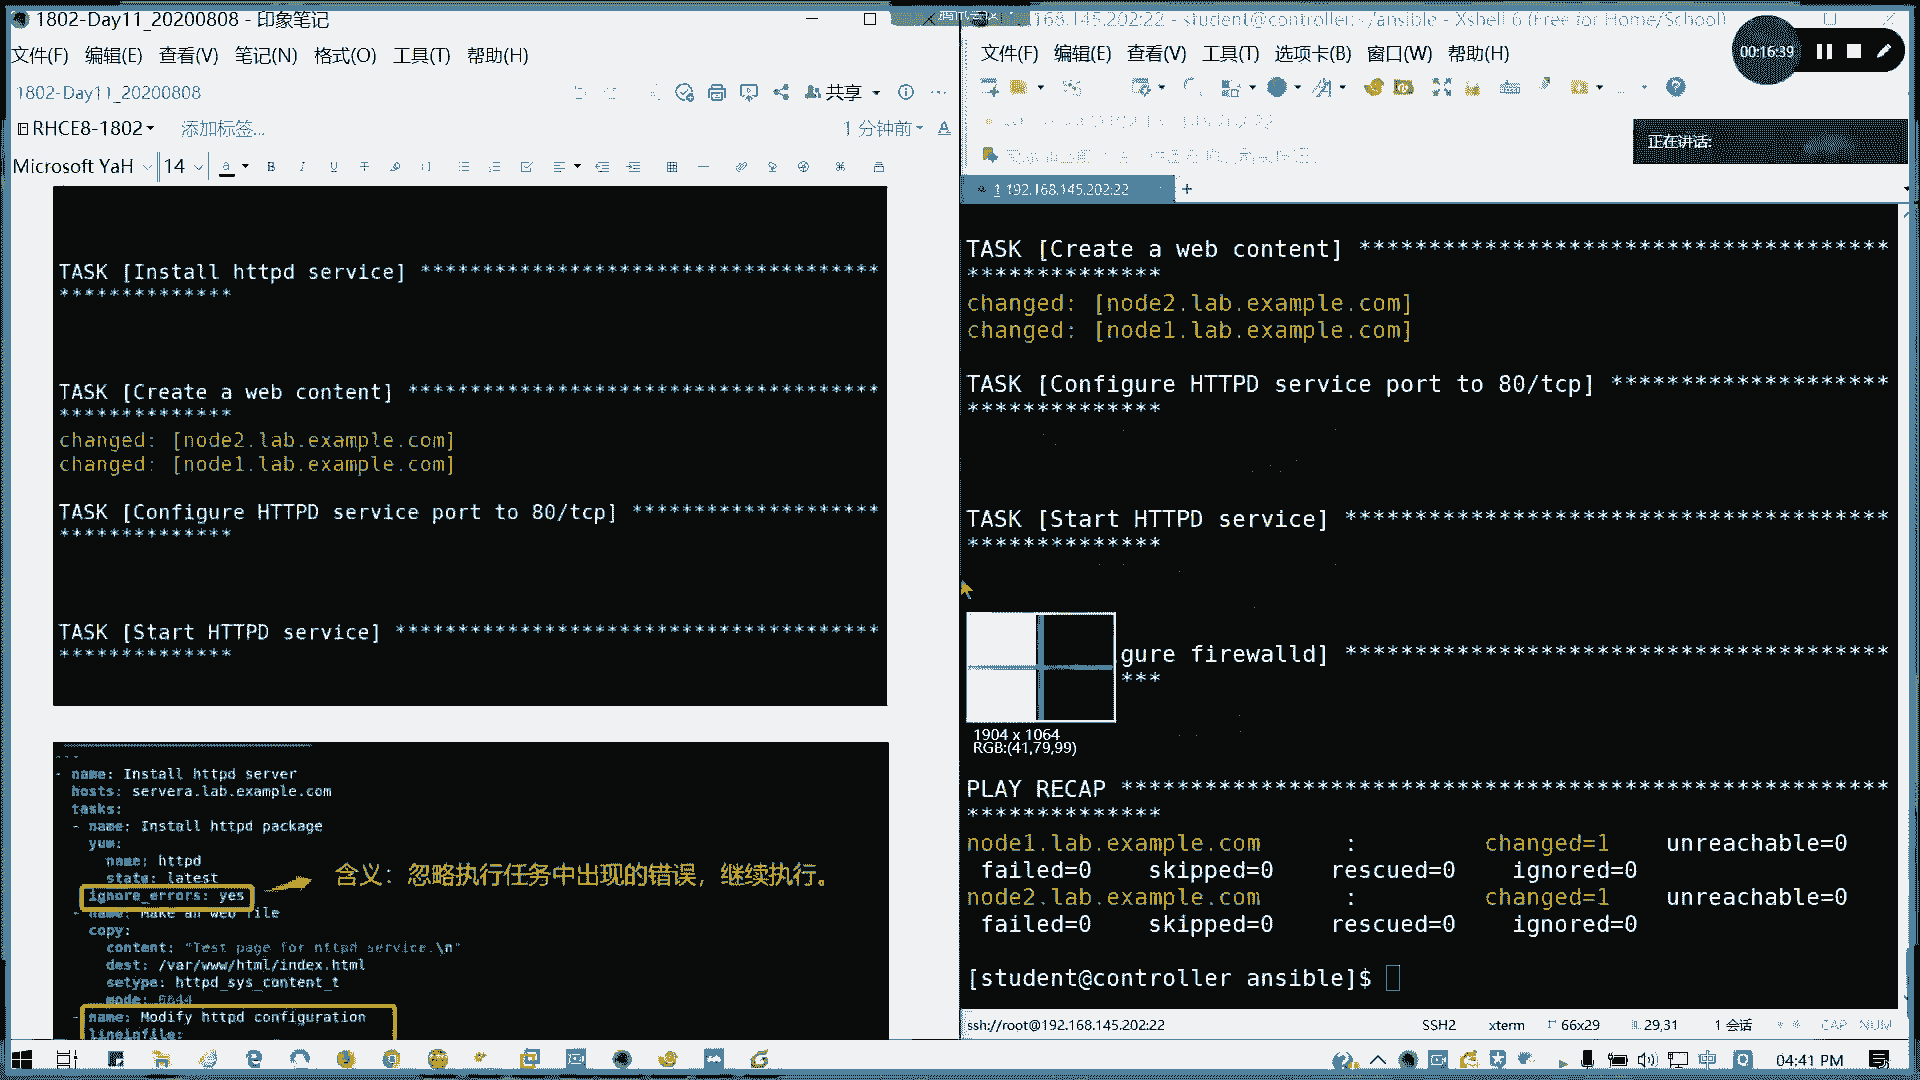 1802-Day11_20200808 - 印象笔记
文件(F) 编辑(E) 查看(V) 笔记(N) 格式(O) 工具(T) 帮助(H)
1802-Day11_20200808
共享
RHCE8-1802
添加标签...
1 分钟前
Microsoft YaH 14
TASK [Install httpd service] *************************************
**************
TASK [Create a web content] **************************************
**************
changed: [node2.lab.example.com]
changed: [node1.lab.example.com]
TASK [Configure HTTPD service port to 80/tcp] ********************
**************
TASK [Start HTTPD service] ***************************************
**************
---
- name: Install httpd server
hosts: servera.lab.example.com
tasks:
- name: Install httpd package
yum:
name: httpd
state: latest
ignore_errors: yes
含义：忽略执行任务中出现的错误，继续执行。
- name: Make an web file
copy:
content: "Test page for httpd service.\n"
dest: /var/www/html/index.html
setype: httpd_sys_content_t
mode: 0644
- name: Modify httpd configuration
lineinfile:
168.145.202:22 - student@controller:~/ansible - Xshell 6 (Free for Home/School)
文件(F) 编辑(E) 查看(V) 工具(T) 选项卡(B) 窗口(W) 帮助(H)
00:16:39
正在讲话:
1 192.168.145.202:22
TASK [Create a web content] **************************************
**************
changed: [node2.lab.example.com]
changed: [node1.lab.example.com]
TASK [Configure HTTPD service port to 80/tcp] ********************
**************
TASK [Start HTTPD service] ***************************************
**************
gure firewalld] ***************************************
***
1904 x 1064
RGB:(41,79,99)
PLAY RECAP *******************************************************
**************
node1.lab.example.com : changed=1 unreachable=0
failed=0 skipped=0 rescued=0 ignored=0
node2.lab.example.com : changed=1 unreachable=0
failed=0 skipped=0 rescued=0 ignored=0
[student@controller ansible]$
ssh://root@192.168.145.202:22 SSH2 xterm 66x29 29,31 1 会话 CAP NUM
中 04:41 PM